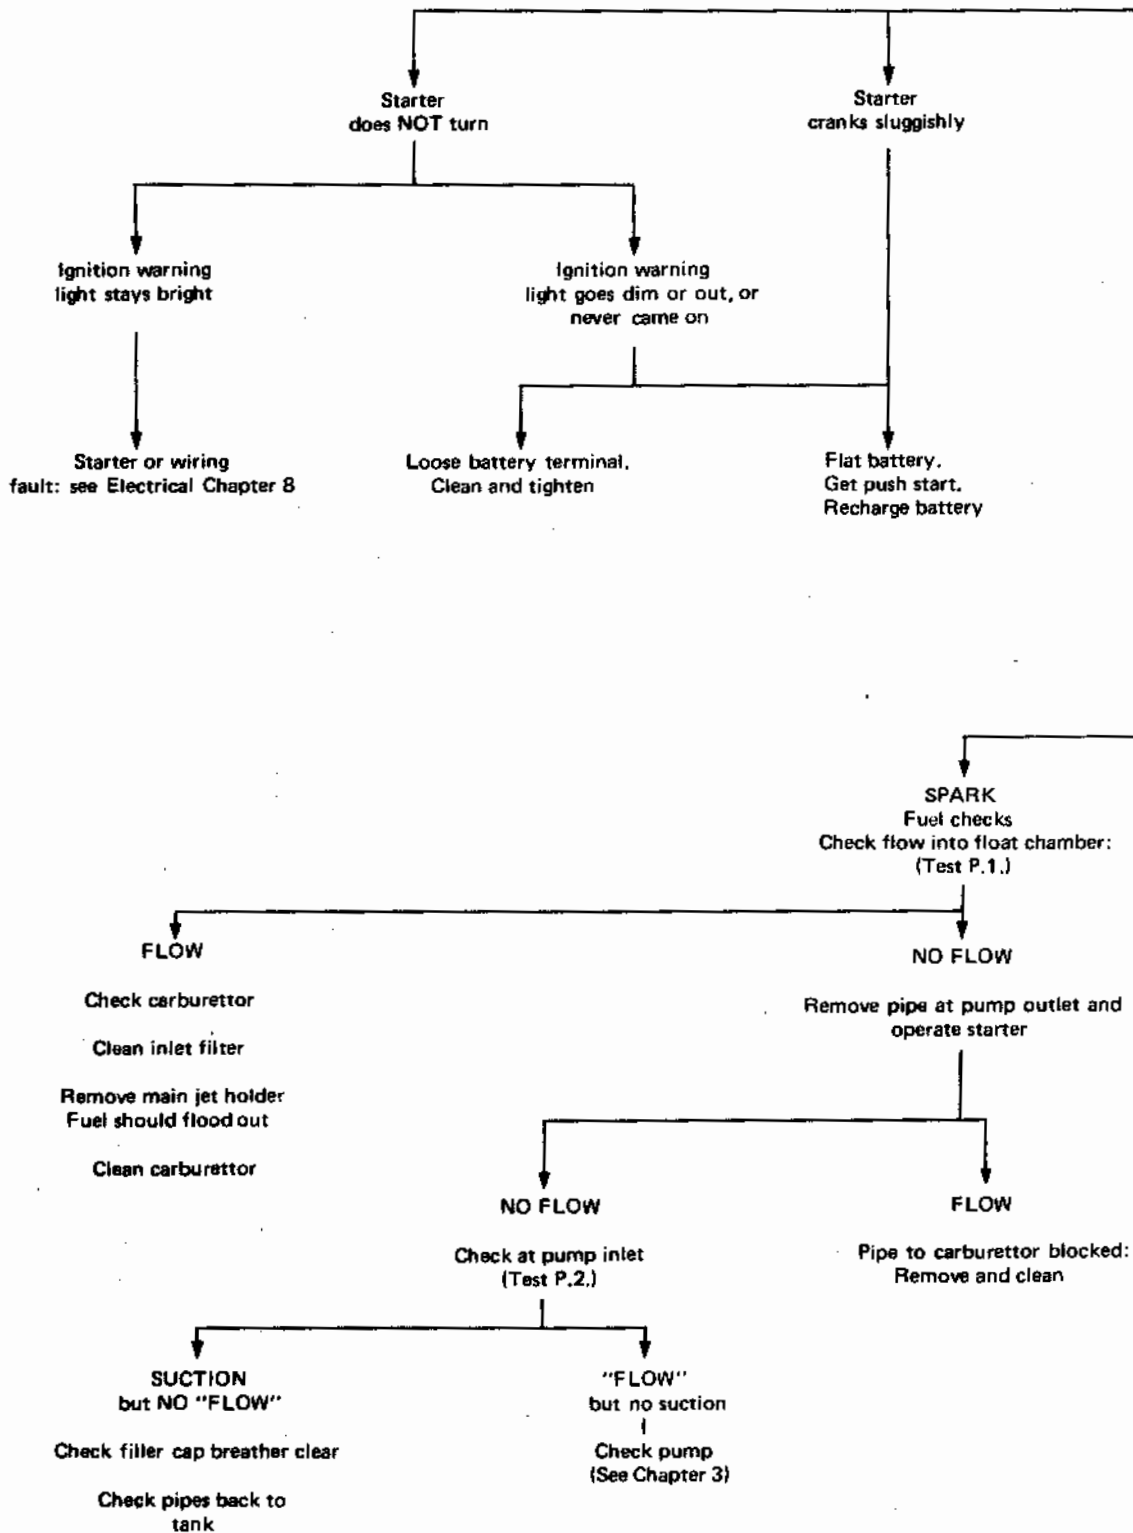 Starter
does NOT turn
Starter
cranks sluggishly
Ignition warning
light stays bright
Ignition warning
light goes dim or out, or
never came on
Starter or wiring
fault: see Electrical Chapter 8
Loose battery terminal.
Clean and tighten
Flat battery.
Get push start.
Recharge battery
SPARK
Fuel checks
Check flow into float chamber:
(Test P.1.)
FLOW
Check carburettor
Clean inlet filter
Remove main jet holder
Fuel should flood out
Clean carburettor
NO FLOW
Remove pipe at pump outlet and
operate starter
NO FLOW
Check at pump inlet
(Test P.2.)
FLOW
Pipe to carburettor blocked:
Remove and clean
SUCTION
but NO "FLOW"
Check filler cap breather clear
Check pipes back to
tank
"FLOW"
but no suction
Check pump
(See Chapter 3)